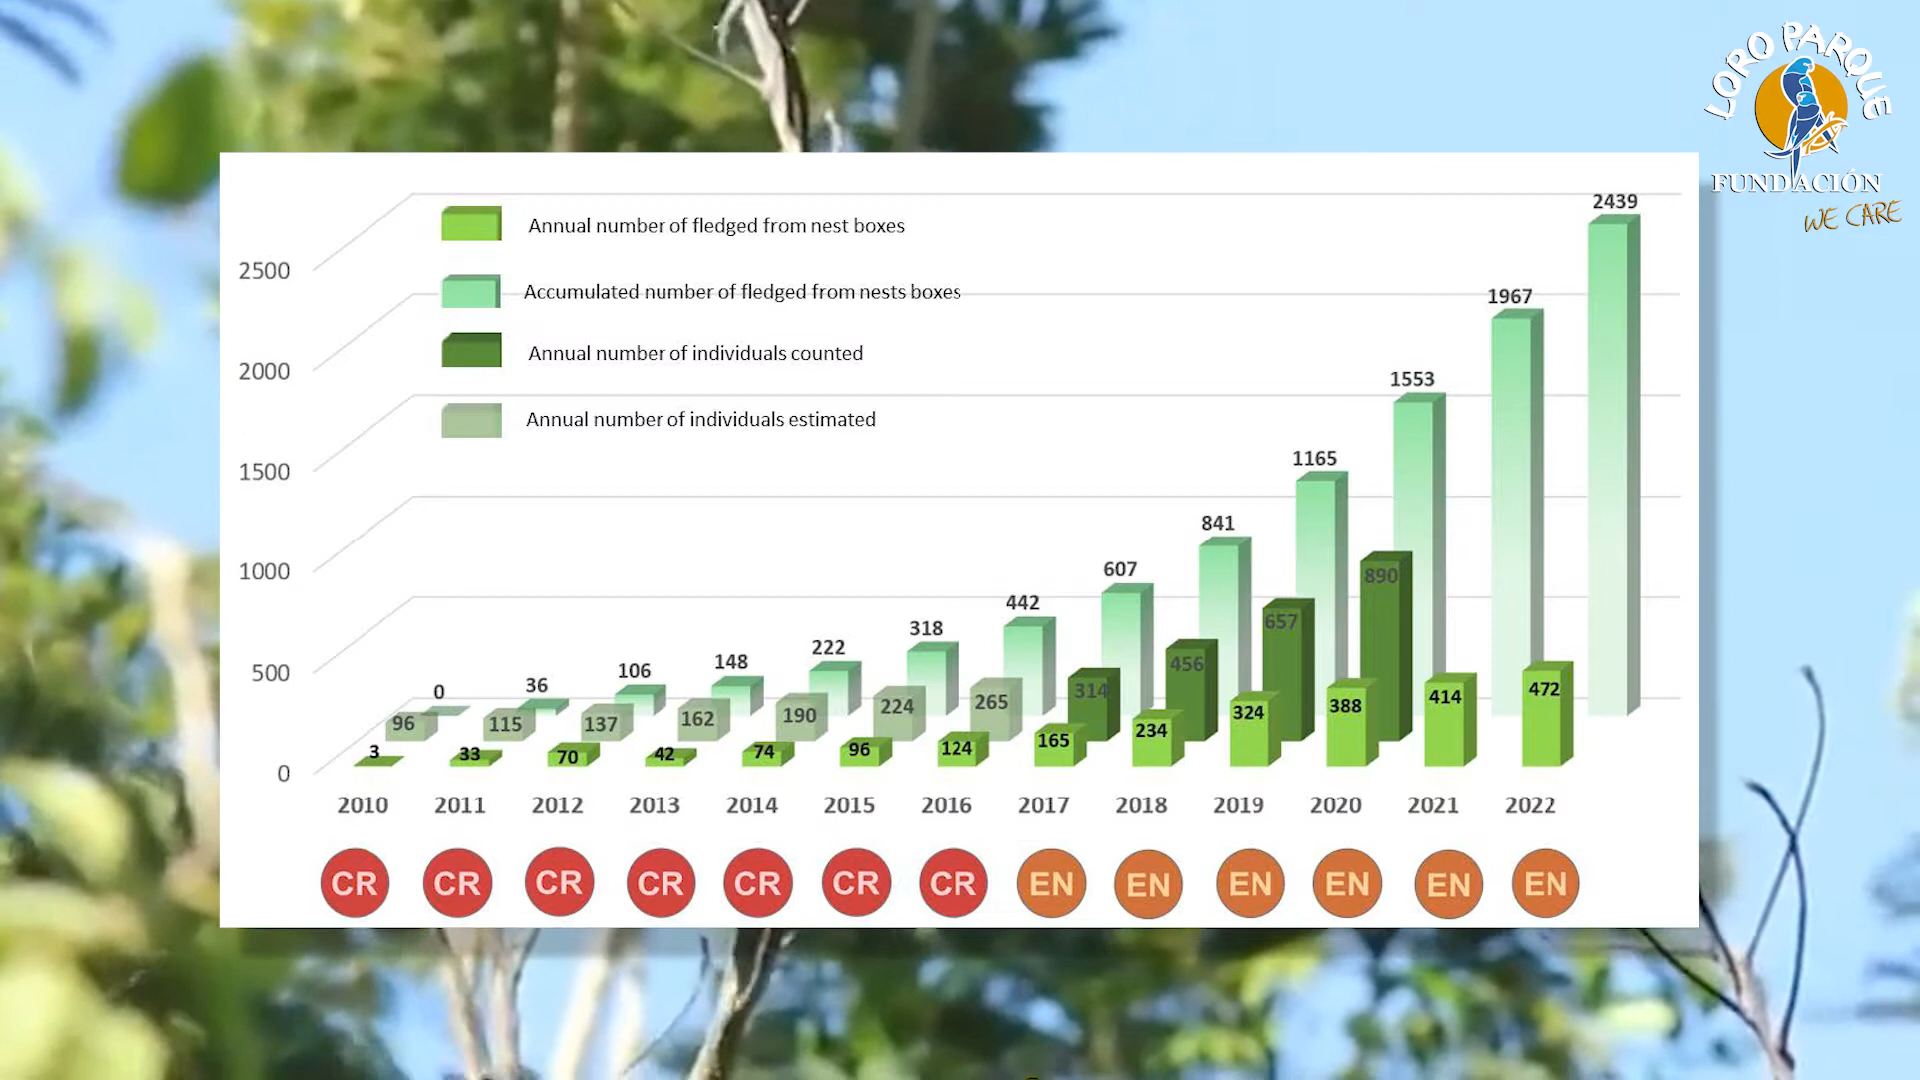 LORO PARQUE
FUNDACIÓN
WE CARE
Annual number of fledged from nest boxes
Accumulated number of fledged from nests boxes
Annual number of individuals counted
Annual number of individuals estimated
2500
2000
1500
1000
500
0
0 36 106 148 222 318 442 607 841 1165 1553 1967 2439
96 115 137 162 190 224 265 314 456 657 890
3 33 70 42 74 96 124 165 234 324 388 414 472
2010 2011 2012 2013 2014 2015 2016 2017 2018 2019 2020 2021 2022
CR CR CR CR CR CR CR EN EN EN EN EN EN